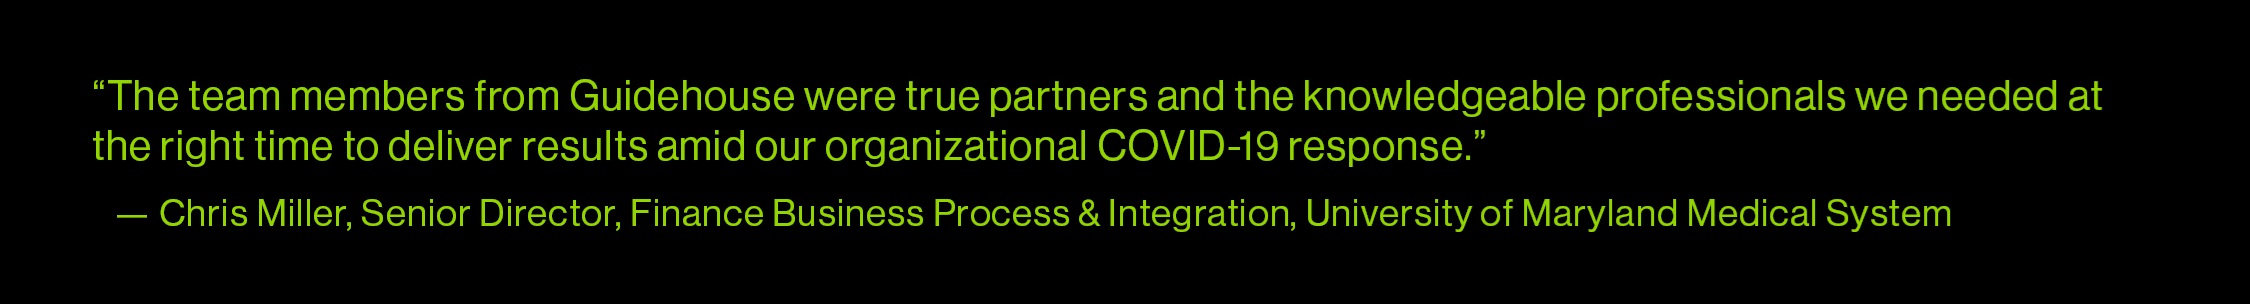 “The team members from Guidehouse were true partners and the knowledgeable professionals we needed at
the right time to deliver results amid our organizational COVID-19 response.”
— Chris Miller, Senior Director, Finance Business Process & Integration, University of Maryland Medical System